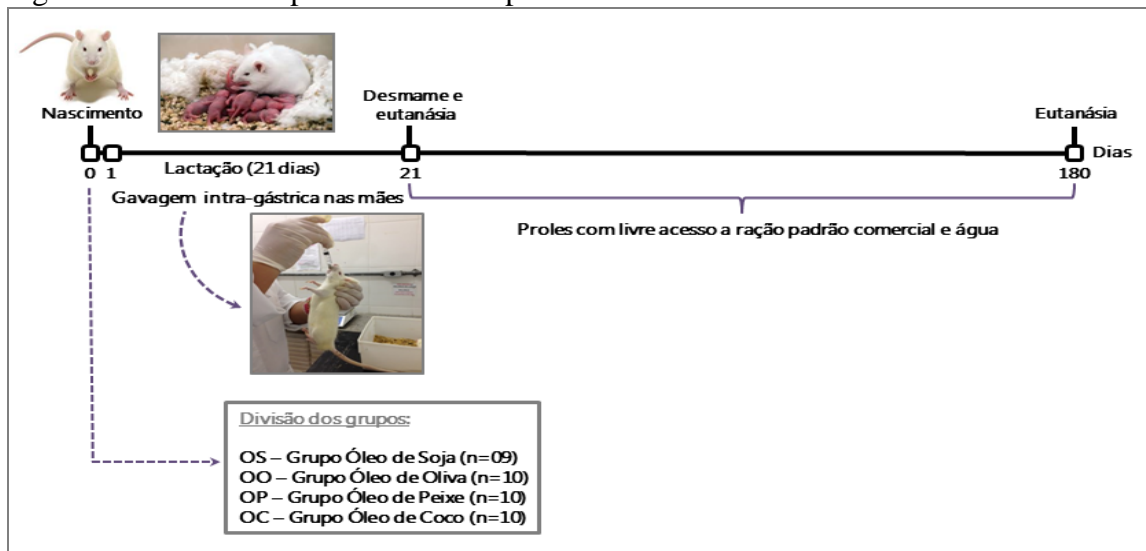 Nascimento
Desmame e
eutanásia
Eutanásia
Dias
0 1
21
180
Lactação (21 dias)
Gavagem intra-gástrica nas mães
Proles com livre acesso a ração padrão comercial e água
Divisão dos grupos:
OS – Grupo Óleo de Soja (n=09)
OO – Grupo Óleo de Oliva (n=10)
OP – Grupo Óleo de Peixe (n=10)
OC – Grupo Óleo de Coco (n=10)